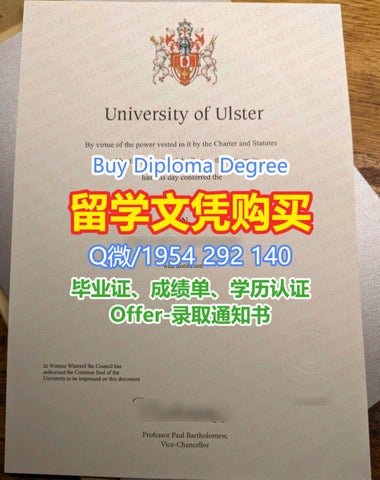 University of Ulster
By virtue of the power vested in it by the Charter and Statutes
Buy Diploma Degree
has this day conferred the
留学文凭购买
Q微/1954 292 140
毕业证、成绩单、学历认证
Offer-录取通知书
In Witness Whereof the Council has
authorised the Common Seal of the
University to be impressed on this document
Professor Paul Bartholomew,
Vice-Chancellor